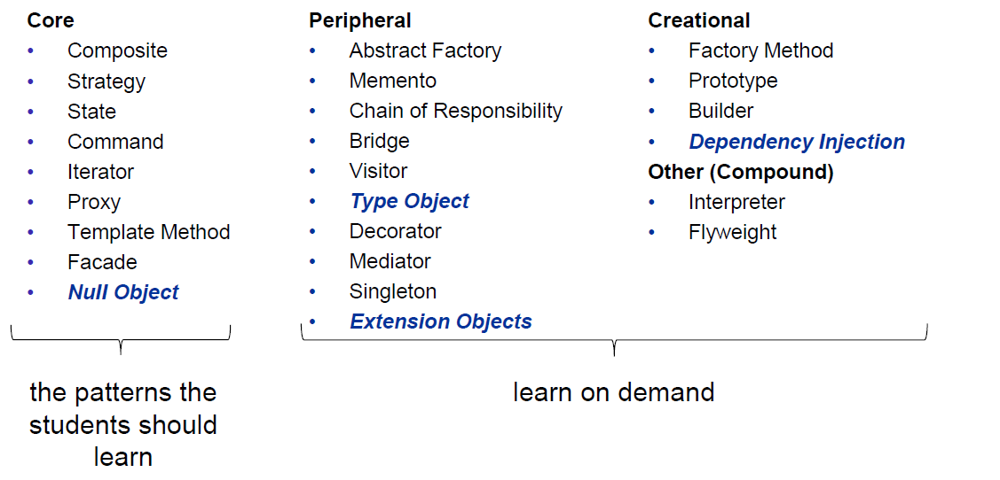 Core
• Composite
• Strategy
• State
• Command
• Iterator
• Proxy
• Template Method
• Facade
• Null Object
the patterns the
students should
learn
Peripheral
• Abstract Factory
• Memento
• Chain of Responsibility
• Bridge
• Visitor
• Type Object
• Decorator
• Mediator
• Singleton
• Extension Objects
Creational
• Factory Method
• Prototype
• Builder
• Dependency Injection
Other (Compound)
• Interpreter
• Flyweight
learn on demand